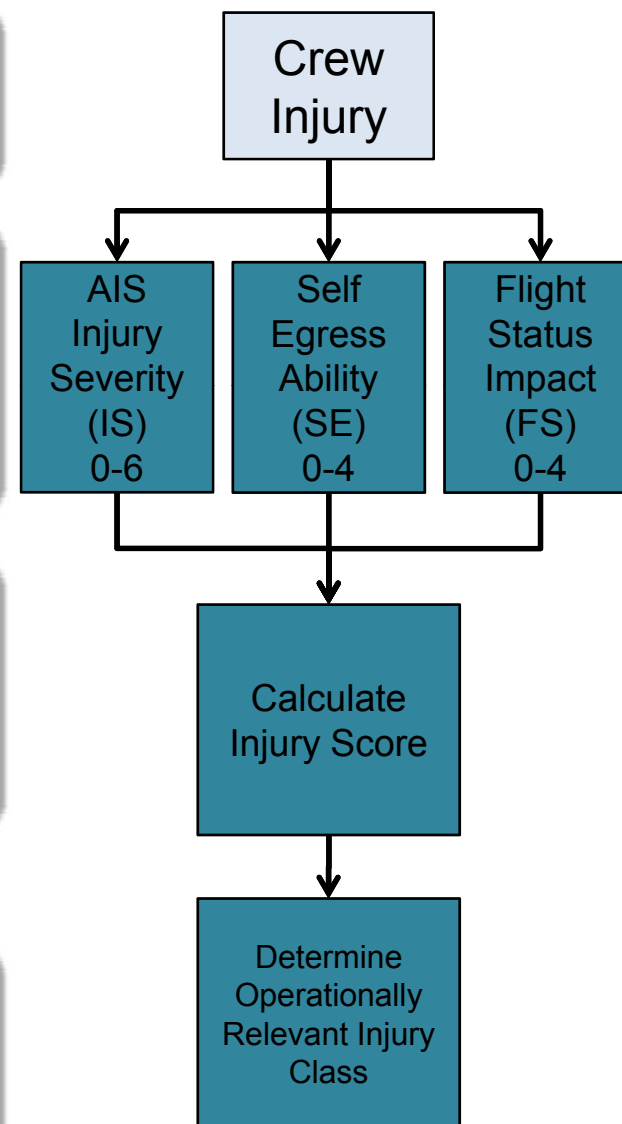 Crew
Injury
AIS
Injury
Severity
(IS)
0-6
Self
Egress
Ability
(SE)
0-4
Flight
Status
Impact
(FS)
0-4
Calculate
Injury Score
Determine
Operationally
Relevant Injury
Class